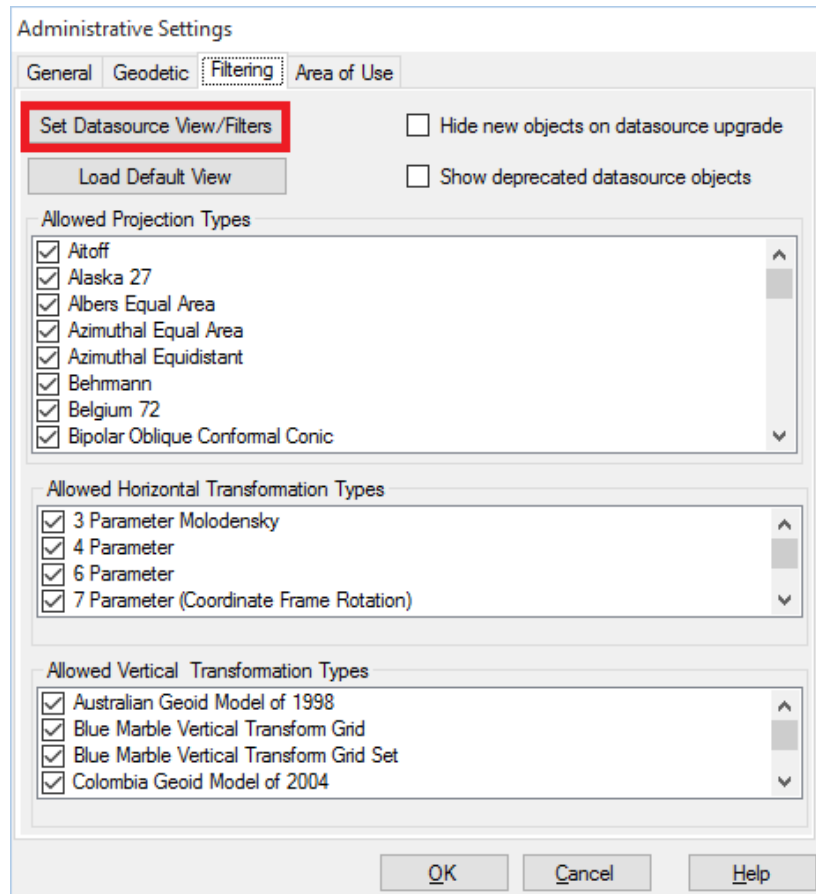 Administrative Settings
General Geodetic Filtering Area of Use
Set Datasource View/Filters
Hide new objects on datasource upgrade
Load Default View
Show deprecated datasource objects
Allowed Projection Types
Aitoff
Alaska 27
Albers Equal Area
Azimuthal Equal Area
Azimuthal Equidistant
Behrmann
Belgium 72
Bipolar Oblique Conformal Conic
Allowed Horizontal Transformation Types
3 Parameter Molodensky
4 Parameter
6 Parameter
7 Parameter (Coordinate Frame Rotation)
Allowed Vertical Transformation Types
Australian Geoid Model of 1998
Blue Marble Vertical Transform Grid
Blue Marble Vertical Transform Grid Set
Colombia Geoid Model of 2004
OK Cancel Help